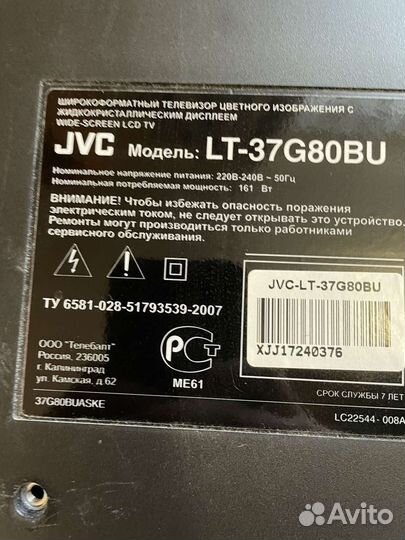 ШИРОКОФОРМАТНЫЙ ТЕЛЕВИЗОР ЦВЕТНОГО ИЗОБРАЖЕНИЯ С
ЖИДКОКРИСТАЛЛИЧЕСКИМ ДИСПЛЕЕМ
WIDE-SCREEN LCD TV
JVC Модель: LT-37G80BU
Номинальное напряжение питания: 220В-240В ~ 50Гц
Номинальная потребляемая мощность: 161 Вт
ВНИМАНИЕ! Чтобы избежать опасность поражения
электрическим током, не следует открывать это устройство.
Ремонты могут производиться только работниками
сервисного обслуживания.
ТУ 6581-028-51793539-2007
JVC-LT-37G80BU
XJJ17240376
ООО "Телебалт"
Россия, 236005
г. Калининград
ул. Камская, д.62
РСТ
МЕ61
СРОК СЛУЖБЫ 7 ЛЕТ
37G80BUASKE
LC22544-008A
Avito